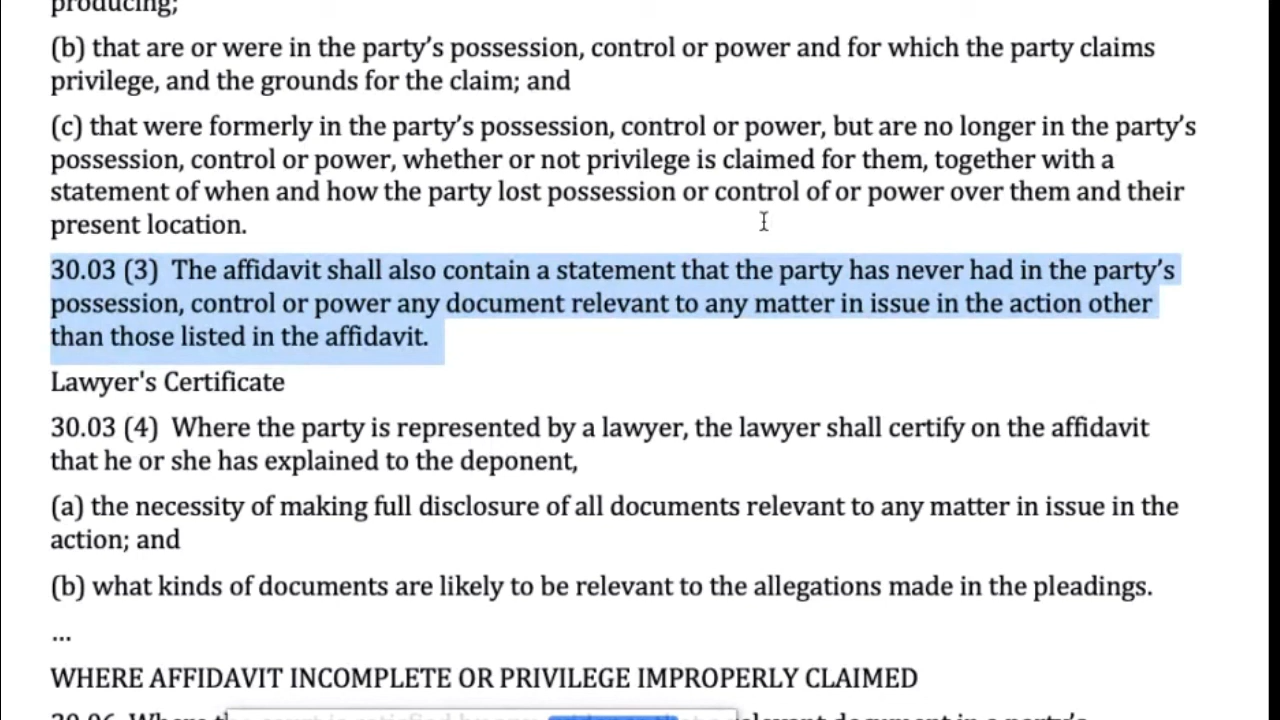 producing;
(b) that are or were in the party’s possession, control or power and for which the party claims
privilege, and the grounds for the claim; and
(c) that were formerly in the party’s possession, control or power, but are no longer in the party’s
possession, control or power, whether or not privilege is claimed for them, together with a
statement of when and how the party lost possession or control of or power over them and their
present location.
30.03 (3)  The affidavit shall also contain a statement that the party has never had in the party’s
possession, control or power any document relevant to any matter in issue in the action other
than those listed in the affidavit.
Lawyer's Certificate
30.03 (4)  Where the party is represented by a lawyer, the lawyer shall certify on the affidavit
that he or she has explained to the deponent,
(a) the necessity of making full disclosure of all documents relevant to any matter in issue in the
action; and
(b) what kinds of documents are likely to be relevant to the allegations made in the pleadings.
...
WHERE AFFIDAVIT INCOMPLETE OR PRIVILEGE IMPROPERLY CLAIMED
30.06  Where the relevant document in a party’s